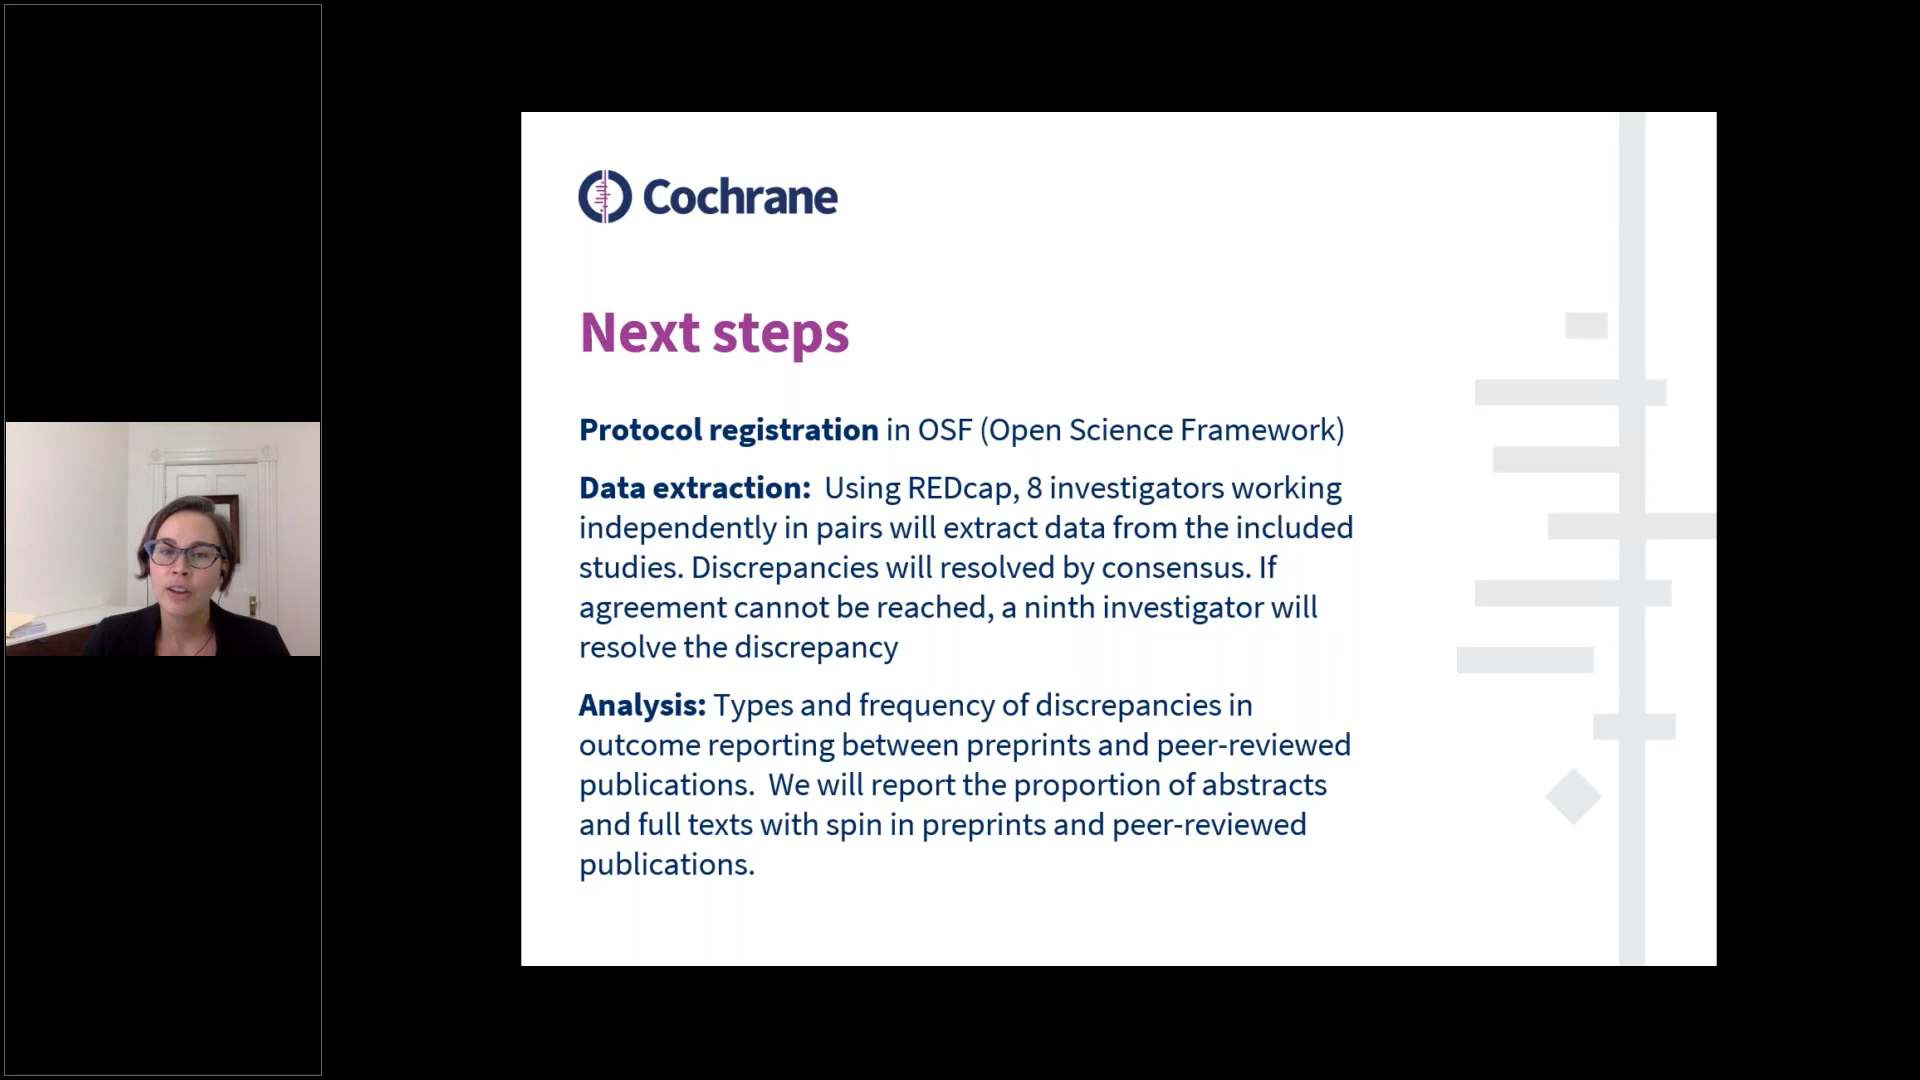 Cochrane
Next steps
Protocol registration in OSF (Open Science Framework)
Data extraction:  Using REDcap, 8 investigators working
independently in pairs will extract data from the included
studies. Discrepancies will resolved by consensus. If
agreement cannot be reached, a ninth investigator will
resolve the discrepancy
Analysis: Types and frequency of discrepancies in
outcome reporting between preprints and peer-reviewed
publications.  We will report the proportion of abstracts
and full texts with spin in preprints and peer-reviewed
publications.